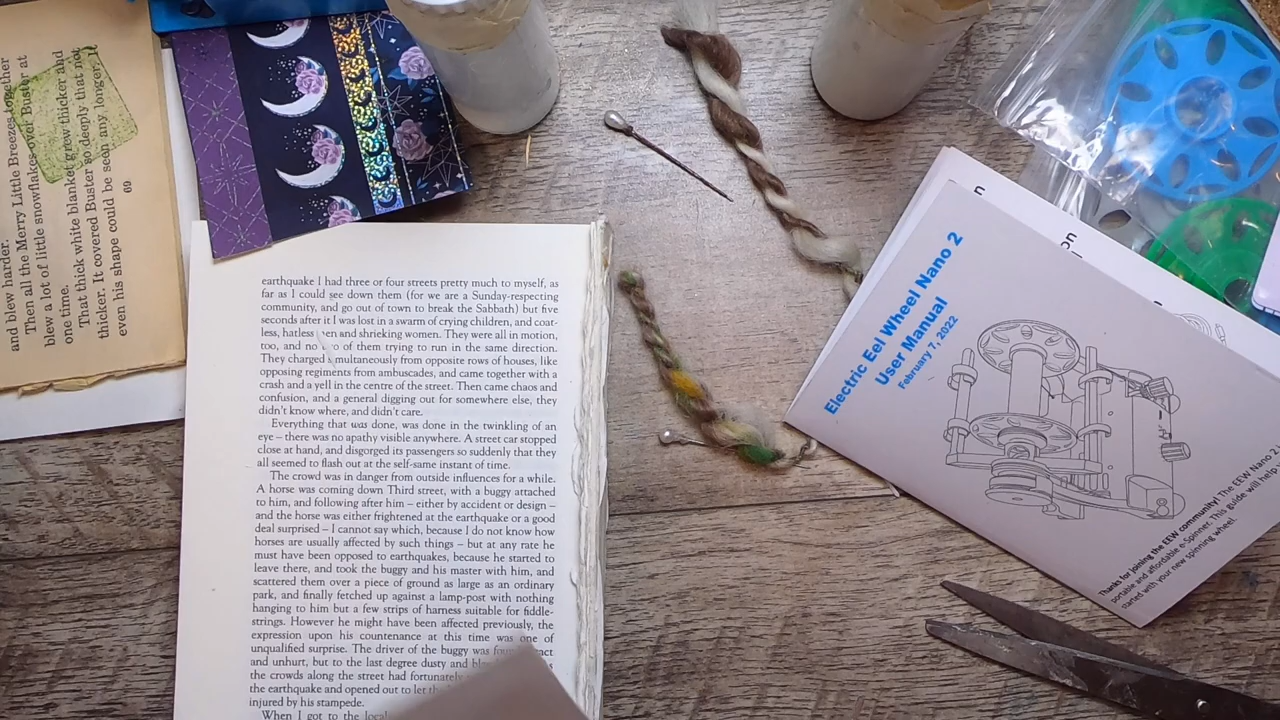 and blew harder.
Then all the Merry Little Breezes together
blew a lot of little snowflakes over Buster at
one time.
That thick white blanket grow thicker and
thicker. It covered Buster so deeply that not
even his shape could be seen any longer.
69
earthquake I had three or four streets pretty much to myself, as
far as I could see down them (for we are a Sunday-respecting
community, and go out of town to break the Sabbath) but five
seconds after it I was lost in a swarm of crying children, and coat-
less, hatless men and shrieking women. They were all in motion,
too, and no two of them trying to run in the same direction.
They charged simultaneously from opposite rows of houses, like
opposing regiments from ambuscades, and came together with a
crash and a yell in the centre of the street. Then came chaos and
confusion, and a general digging out for somewhere else, they
didn't know where, and didn't care.
Everything that was done, was done in the twinkling of an
eye – there was no apathy visible anywhere. A street car stopped
close at hand, and disgorged its passengers so suddenly that they
all seemed to flash out at the self-same instant of time.
The crowd was in danger from outside influences for a while.
A horse was coming down Third street, with a buggy attached
to him, and following after him – either by accident or design –
and the horse was either frightened at the earthquake or a good
deal surprised – I cannot say which, because I do not know how
horses are usually affected by such things – but at any rate he
must have been opposed to earthquakes, because he started to
leave there, and took the buggy and his master with him, and
scattered them over a piece of ground as large as an ordinary
park, and finally fetched up against a lamp-post with nothing
hanging to him but a few strips of harness suitable for fiddle-
strings. However he might have been affected previously, the
expression upon his countenance at this time was one of
unqualified surprise. The driver of the buggy was found intact
and unhurt, but to the last degree dusty and
the crowds along the street had fortunately
the earthquake and opened out to let
injured by his stampede.
When I got to the local
n
on
Electric Eel Wheel Nano 2
User Manual
February 7, 2022
Thanks for joining the EEW community! The EEW Nano 2 i
portable and affordable e-Spinner. This guide will help
started with your new spinning wheel.